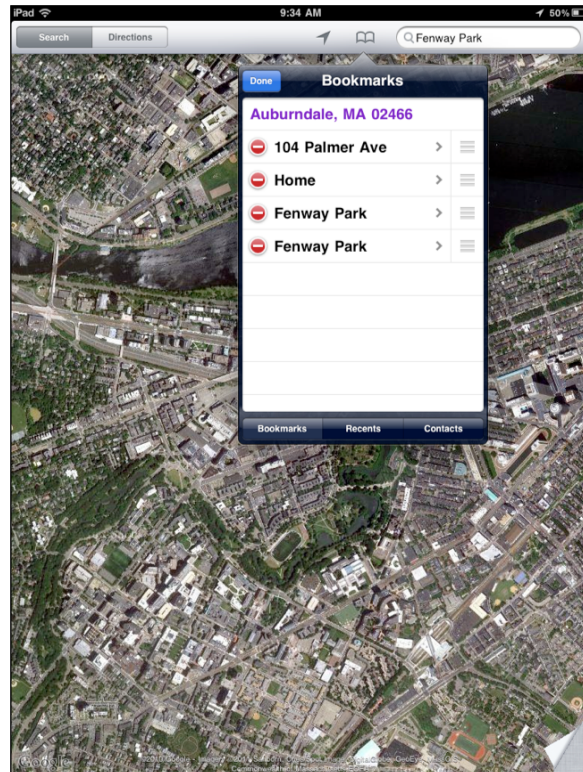 iPad 9:34 AM 50%
Search Directions Fenway Park
Done Bookmarks
Auburndale, MA 02466
104 Palmer Ave
Home
Fenway Park
Fenway Park
Bookmarks Recents Contacts
Google